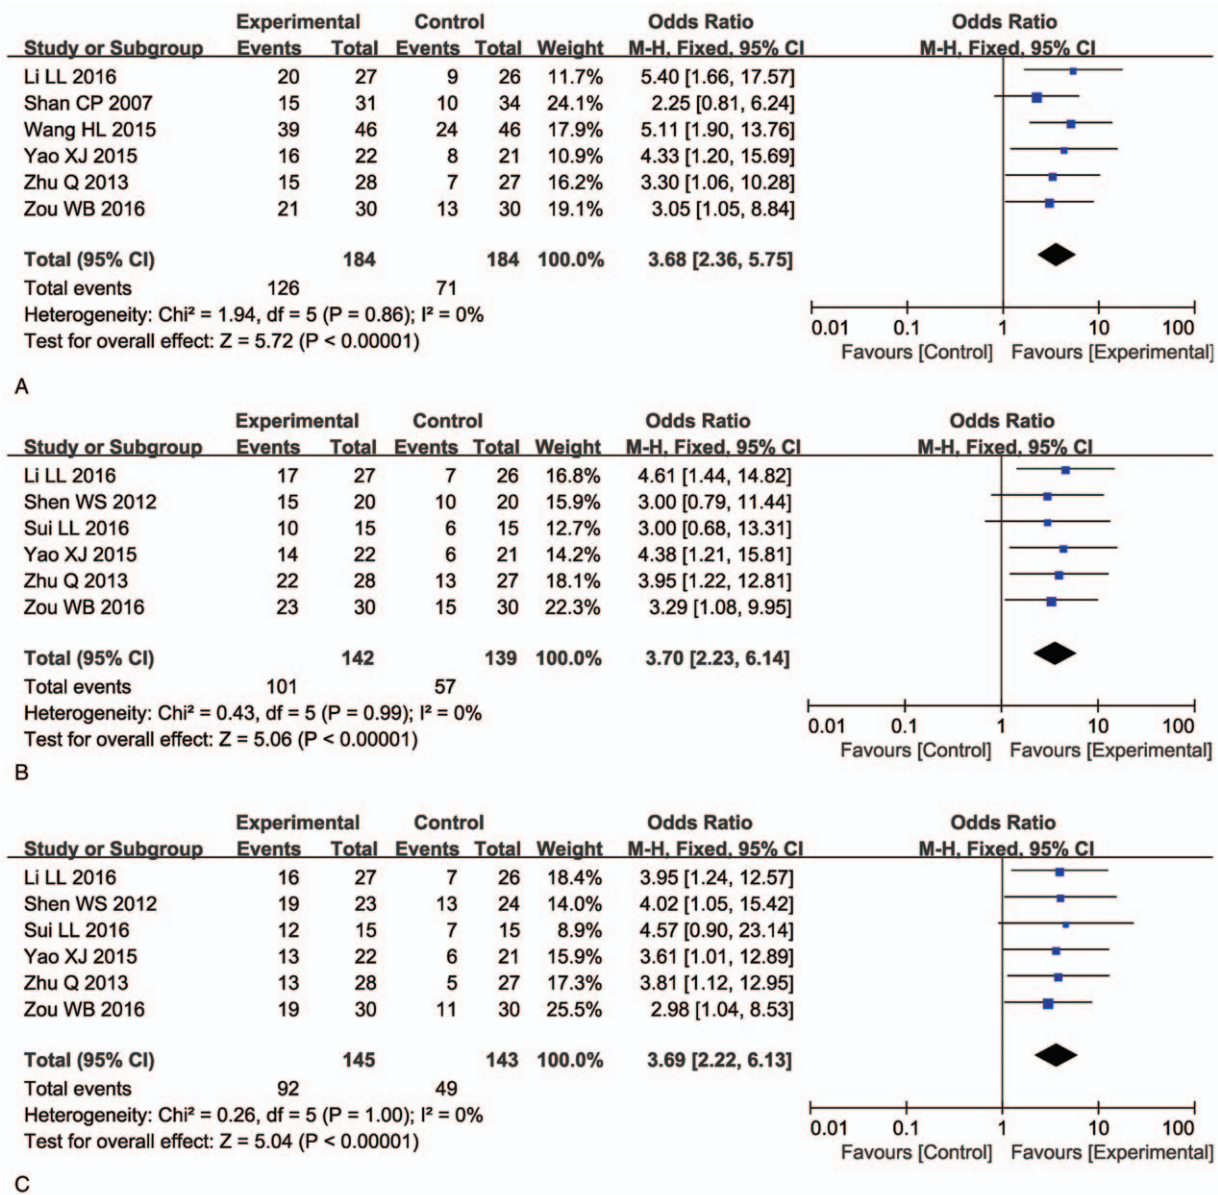 Experimental Control Odds Ratio Odds Ratio
Study or Subgroup Events Total Events Total Weight M-H, Fixed, 95% CI M-H, Fixed, 95% CI
Li LL 2016 20 27 9 26 11.7% 5.40 [1.66, 17.57]
Shan CP 2007 15 31 10 34 24.1% 2.25 [0.81, 6.24]
Wang HL 2015 39 46 24 46 17.9% 5.11 [1.90, 13.76]
Yao XJ 2015 16 22 8 21 10.9% 4.33 [1.20, 15.69]
Zhu Q 2013 15 28 7 27 16.2% 3.30 [1.06, 10.28]
Zou WB 2016 21 30 13 30 19.1% 3.05 [1.05, 8.84]
Total (95% CI) 184 184 100.0% 3.68 [2.36, 5.75]
Total events 126 71
Heterogeneity: Chi² = 1.94, df = 5 (P = 0.86); I² = 0%
Test for overall effect: Z = 5.72 (P < 0.00001)
0.01 0.1 1 10 100
Favours [Control] Favours [Experimental]
A
Experimental Control Odds Ratio Odds Ratio
Study or Subgroup Events Total Events Total Weight M-H, Fixed, 95% CI M-H, Fixed, 95% CI
Li LL 2016 17 27 7 26 16.8% 4.61 [1.44, 14.82]
Shen WS 2012 15 20 10 20 15.9% 3.00 [0.79, 11.44]
Sui LL 2016 10 15 6 15 12.7% 3.00 [0.68, 13.31]
Yao XJ 2015 14 22 6 21 14.2% 4.38 [1.21, 15.81]
Zhu Q 2013 22 28 13 27 18.1% 3.95 [1.22, 12.81]
Zou WB 2016 23 30 15 30 22.3% 3.29 [1.08, 9.95]
Total (95% CI) 142 139 100.0% 3.70 [2.23, 6.14]
Total events 101 57
Heterogeneity: Chi² = 0.43, df = 5 (P = 0.99); I² = 0%
Test for overall effect: Z = 5.06 (P < 0.00001)
0.01 0.1 1 10 100
Favours [Control] Favours [Experimental]
B
Experimental Control Odds Ratio Odds Ratio
Study or Subgroup Events Total Events Total Weight M-H, Fixed, 95% CI M-H, Fixed, 95% CI
Li LL 2016 16 27 7 26 18.4% 3.95 [1.24, 12.57]
Shen WS 2012 19 23 13 24 14.0% 4.02 [1.05, 15.42]
Sui LL 2016 12 15 7 15 8.9% 4.57 [0.90, 23.14]
Yao XJ 2015 13 22 6 21 15.9% 3.61 [1.01, 12.89]
Zhu Q 2013 13 28 5 27 17.3% 3.81 [1.12, 12.95]
Zou WB 2016 19 30 11 30 25.5% 2.98 [1.04, 8.53]
Total (95% CI) 145 143 100.0% 3.69 [2.22, 6.13]
Total events 92 49
Heterogeneity: Chi² = 0.26, df = 5 (P = 1.00); I² = 0%
Test for overall effect: Z = 5.04 (P < 0.00001)
0.01 0.1 1 10 100
Favours [Control] Favours [Experimental]
C